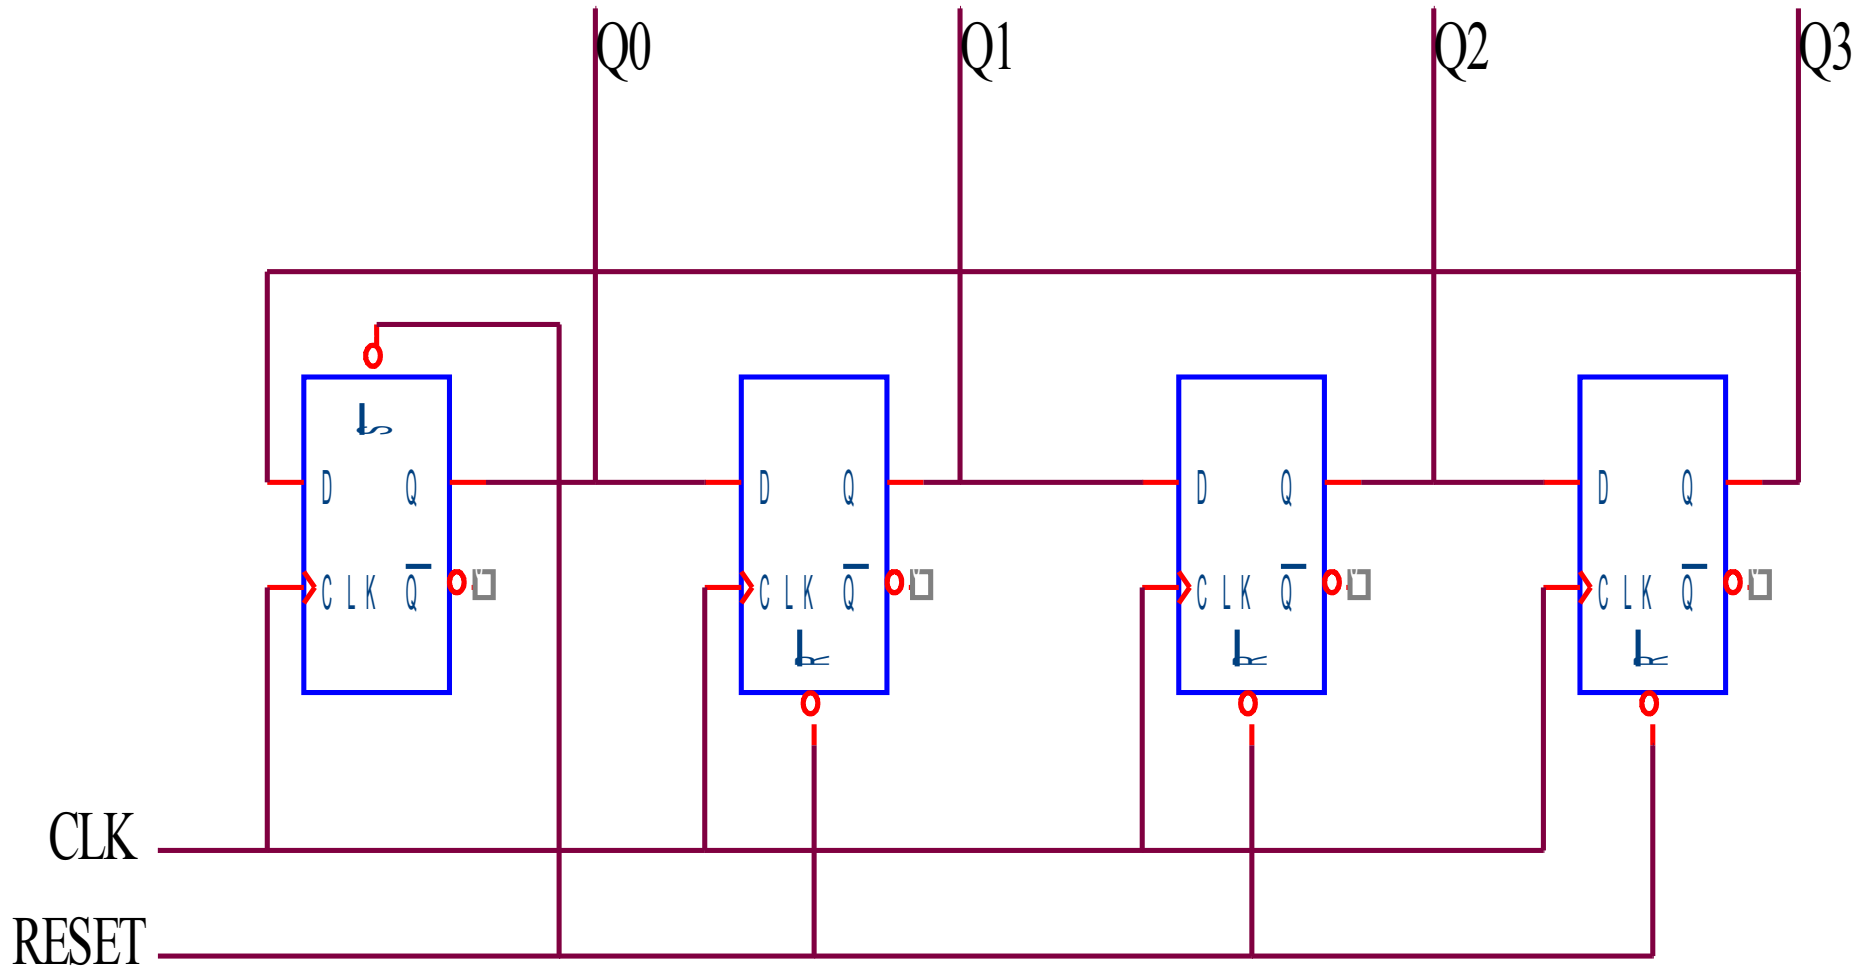 Q0 Q1 Q2 Q3
S
D Q D Q D Q D Q
CLK Q̅ CLK Q̅ CLK Q̅ CLK Q̅
R R R
CLK
RESET